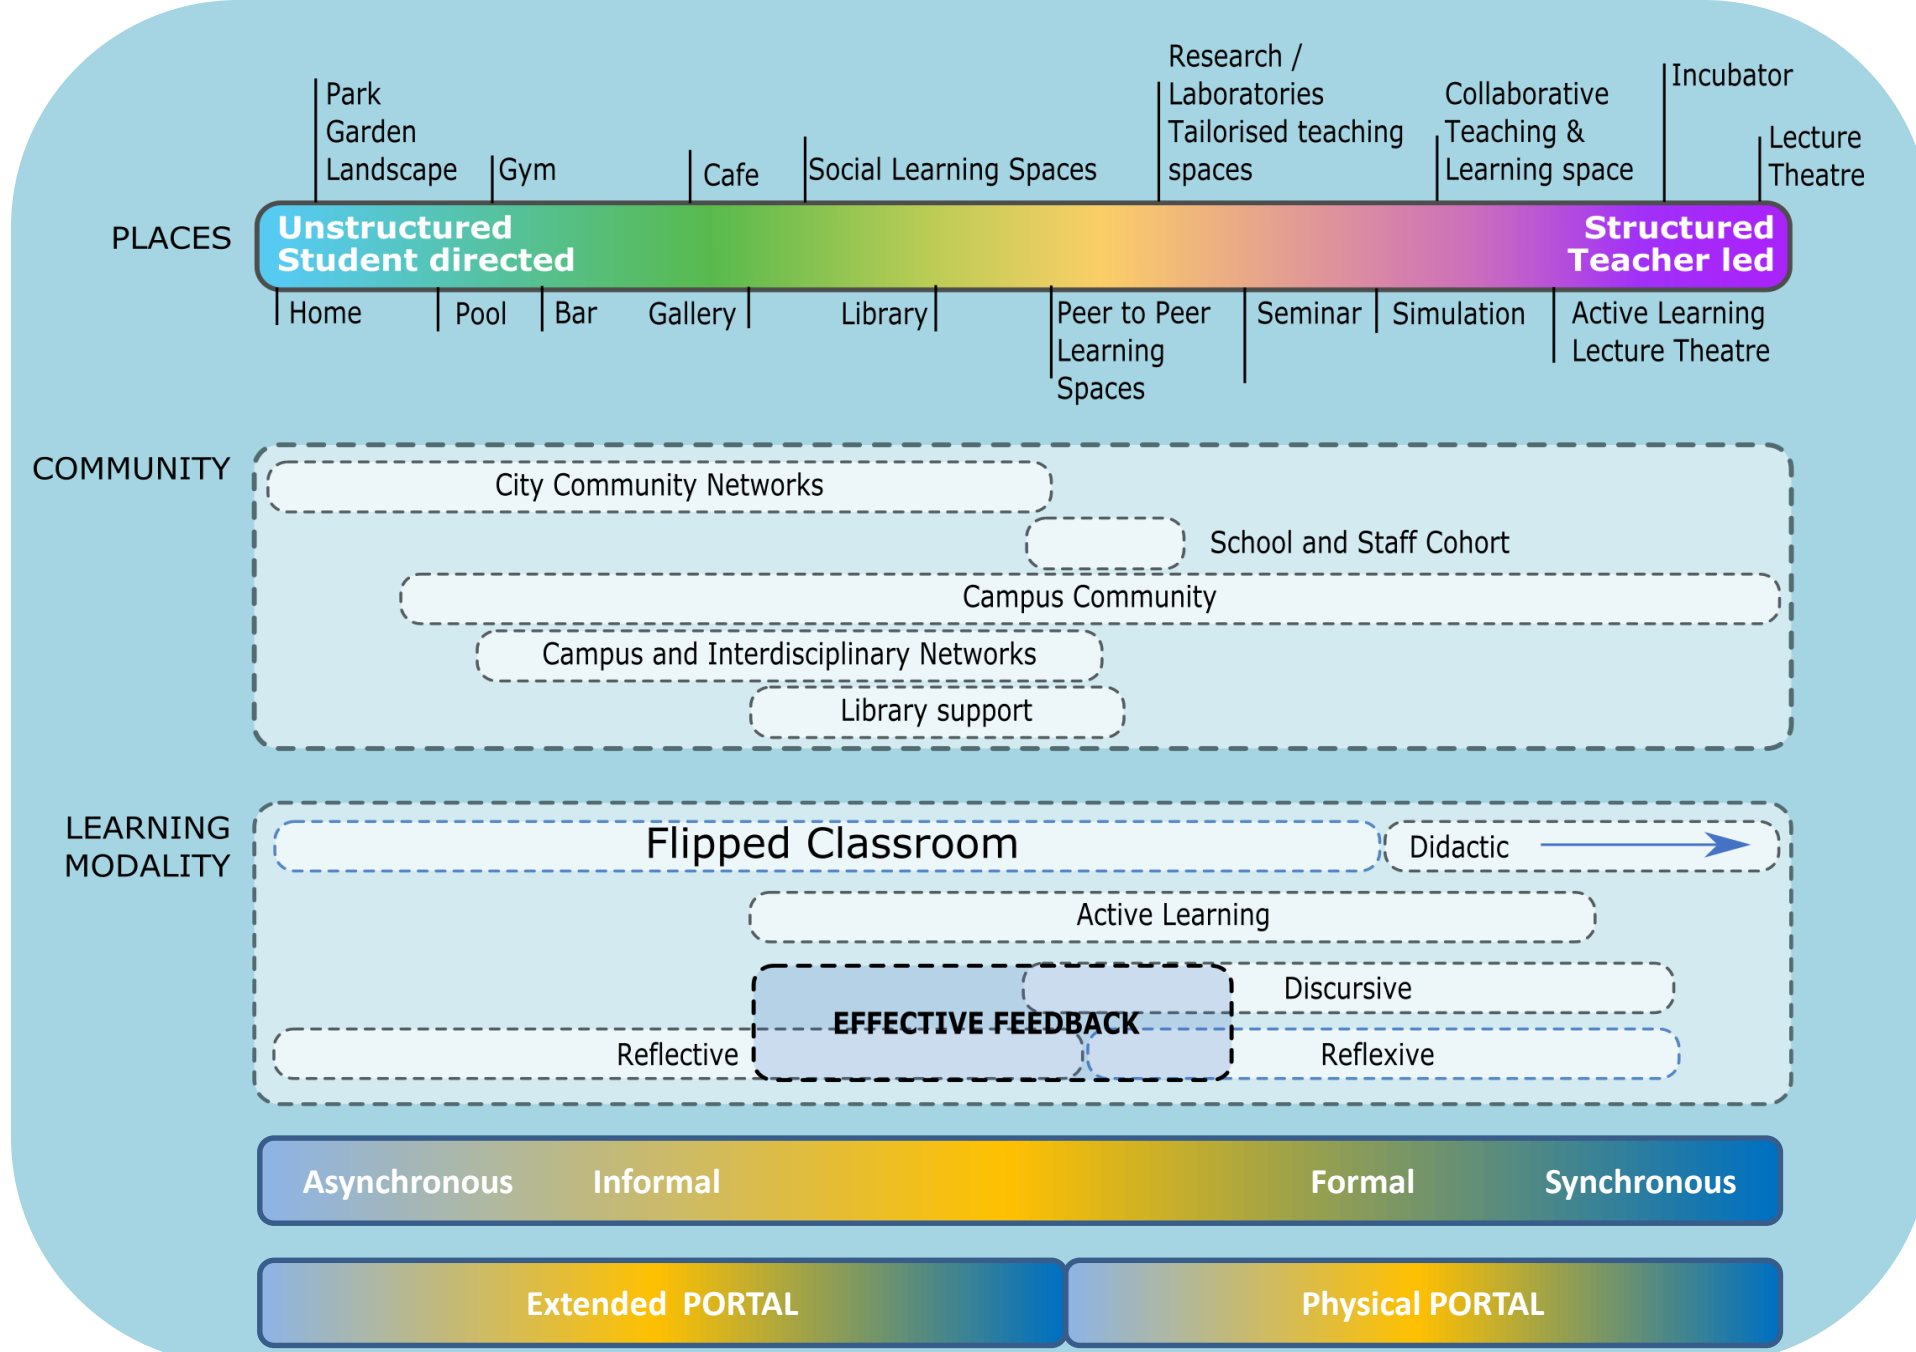 Park
Garden
Landscape
Gym
Cafe
Social Learning Spaces
Research /
Laboratories
Tailorised teaching
spaces
Collaborative
Teaching &
Learning space
Incubator
Lecture
Theatre
PLACES
Unstructured
Student directed
Structured
Teacher led
Home
Pool
Bar
Gallery
Library
Peer to Peer
Learning
Spaces
Seminar
Simulation
Active Learning
Lecture Theatre
COMMUNITY
City Community Networks
School and Staff Cohort
Campus Community
Campus and Interdisciplinary Networks
Library support
LEARNING
MODALITY
Flipped Classroom
Didactic
Active Learning
Discursive
EFFECTIVE FEEDBACK
Reflective
Reflexive
Asynchronous
Informal
Formal
Synchronous
Extended PORTAL
Physical PORTAL